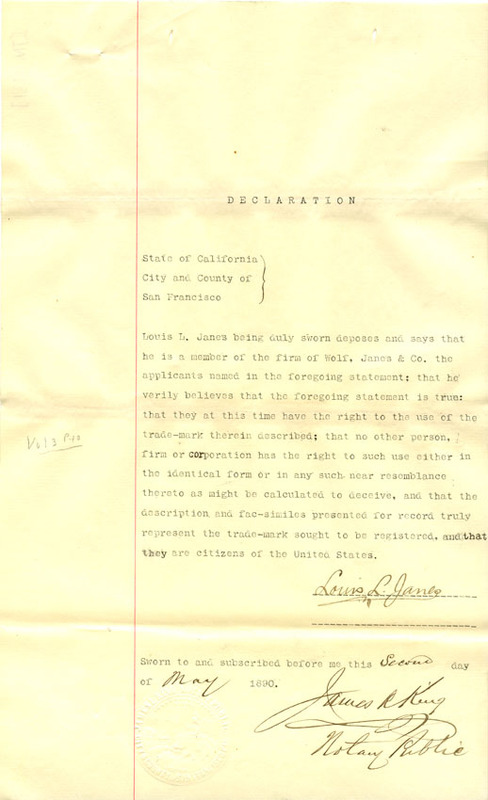 DECLARATION
State of California
City and County of
San Francisco
Louis L. Janes being duly sworn deposes and says that
he is a member of the firm of Wolf, Janes & Co. the
applicants named in the foregoing statement; that he
verily believes that the foregoing statement is true:
that they at this time have the right to the use of the
trade-mark therein described; that no other person,
firm or corporation has the right to such use either in
the identical form or in any such near resemblance
thereto as might be calculated to deceive, and that the
description and fac-similes presented for record truly
represent the trade-mark sought to be registered, and that
they are citizens of the United States.
Louis L. Janes
Sworn to and subscribed before me this Second day
of May 1890.
James R King
Notary Public
Vol 3